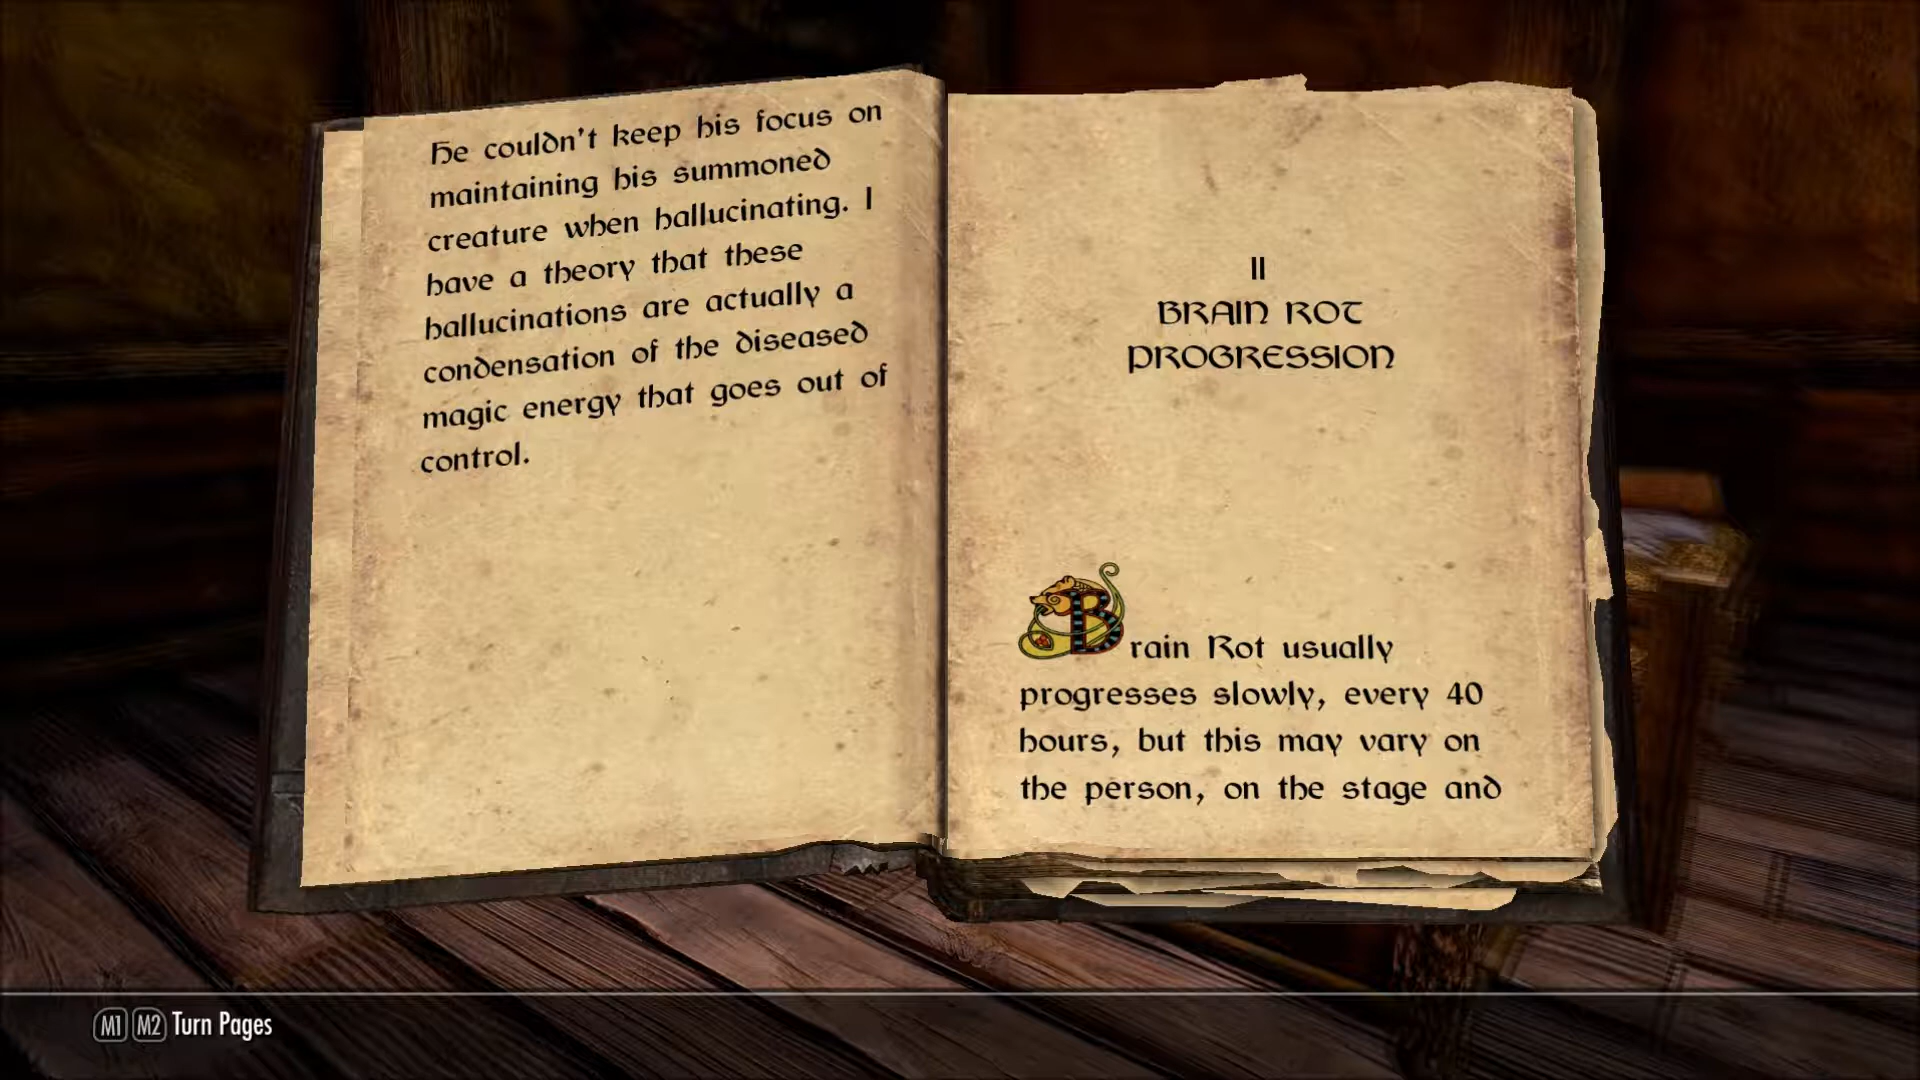 He couldn't keep his focus on
maintaining his summoned
creature when hallucinating. I
have a theory that these
hallucinations are actually a
condensation of the diseased
magic energy that goes out of
control.
II
BRAIN ROT
PROGRESSION
Brain Rot usually
progresses slowly, every 40
hours, but this may vary on
the person, on the stage and
M1 M2 Turn Pages